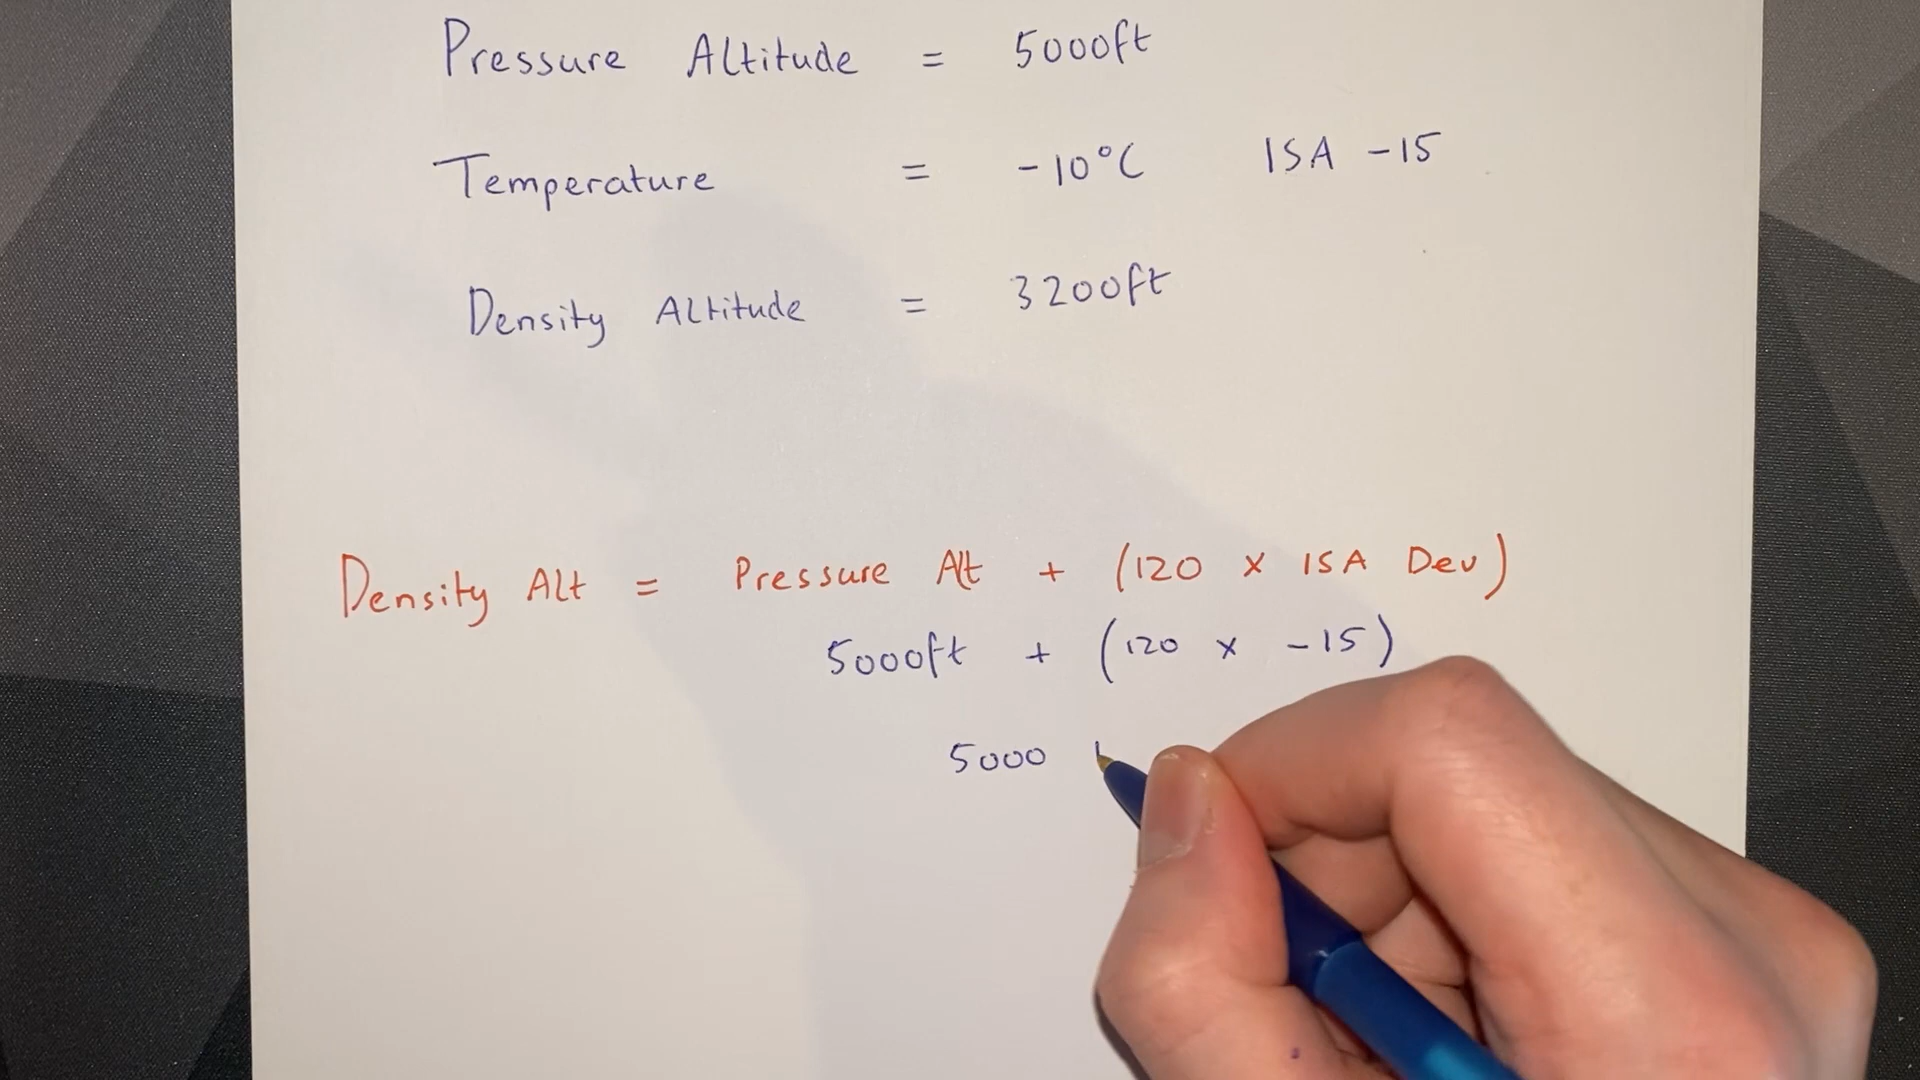 Pressure Altitude = 5000ft
Temperature = -10°C ISA -15
Density Altitude = 3200ft
Density Alt = Pressure Alt + (120 x ISA Dev)
5000ft + (120 x -15)
5000